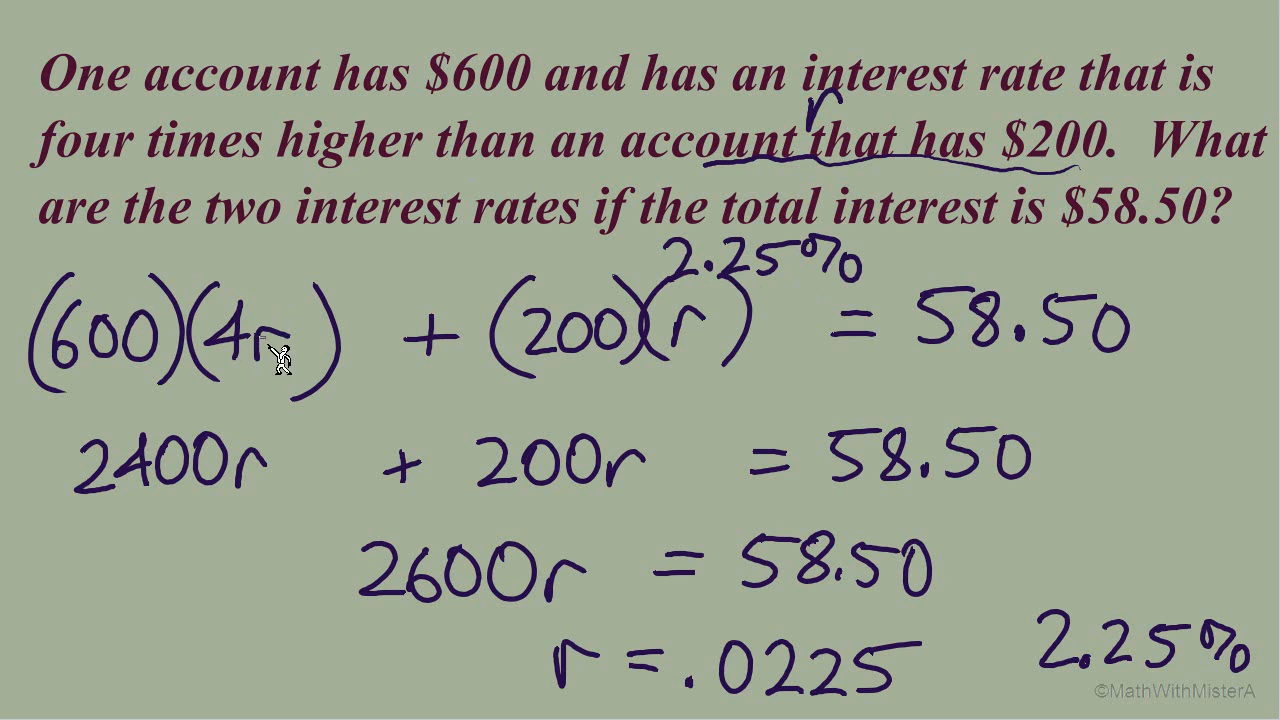 One account has $600 and has an interest rate that is
r
four times higher than an account that has $200. What
are the two interest rates if the total interest is $58.50?
2.25%
(600)(4r) + (200)(r) = 58.50
2400r + 200r = 58.50
2600r = 58.50
r = .0225 2.25%
©MathWithMisterA